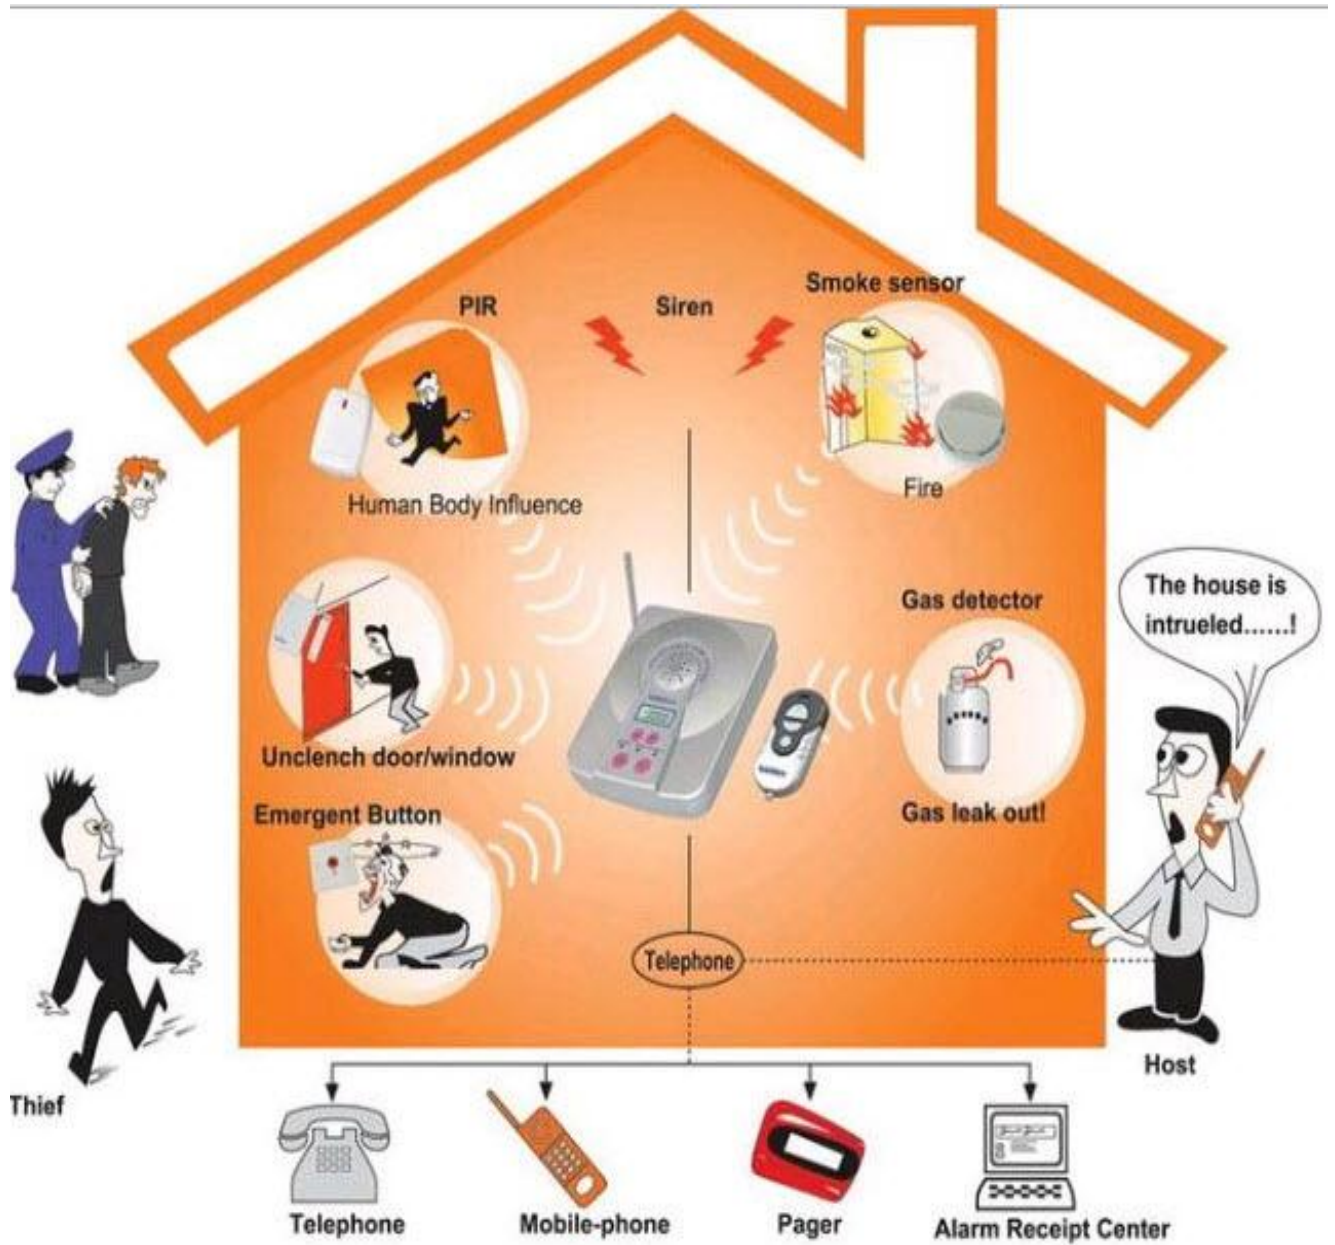 Smoke sensor
PIR
Siren
Human Body Influence
Fire
The house is
intrueled......!
Gas detector
Unclench door/window
Gas leak out!
Emergent Button
Telephone
Host
Thief
Telephone
Mobile-phone
Pager
Alarm Receipt Center